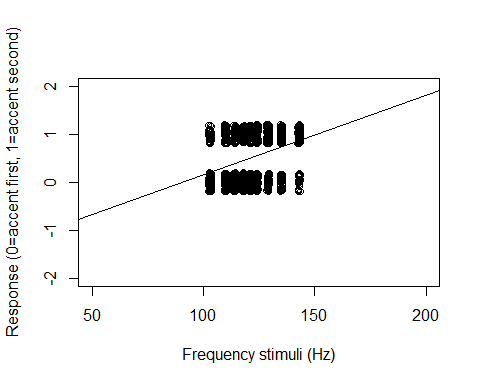 Response (0=accent first, 1=accent second)
2
1
0
-1
-2
50 100 150 200
Frequency stimuli (Hz)